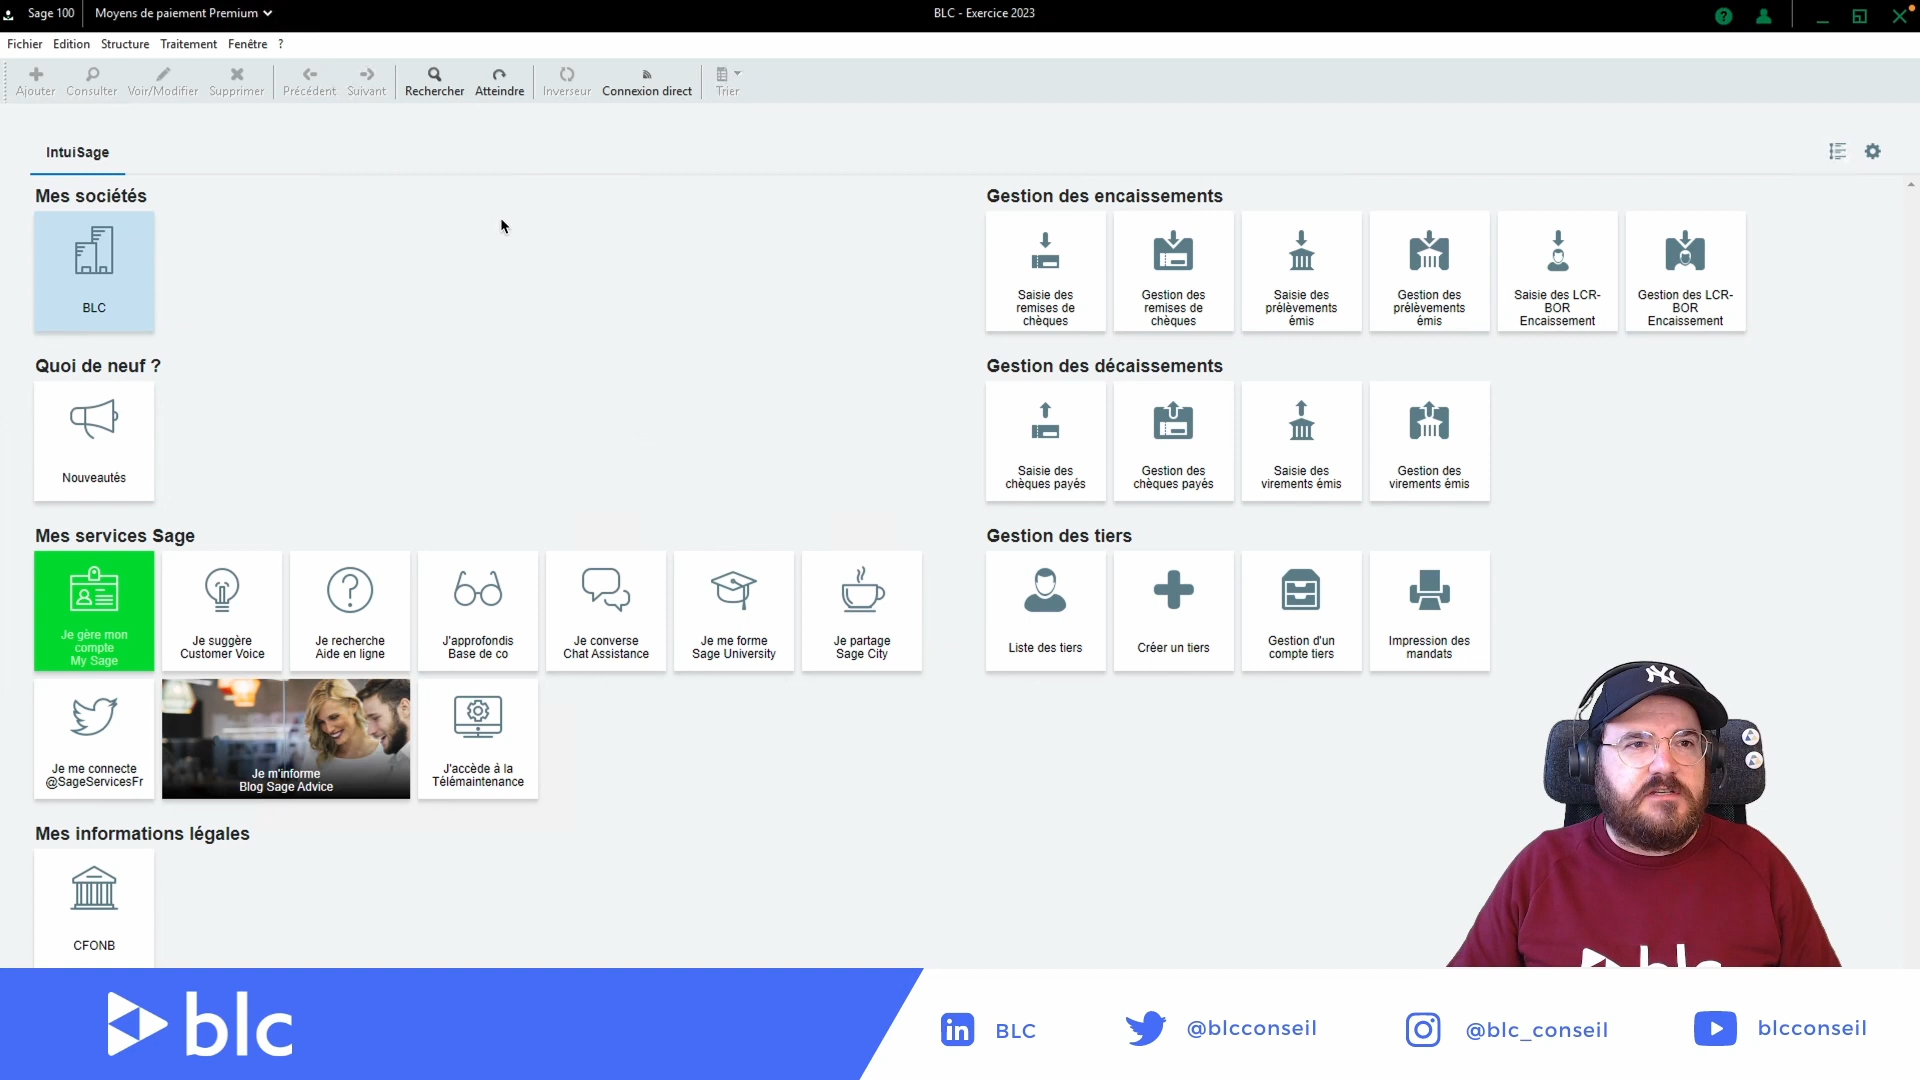 Sage 100
Moyens de paiement Premium
BLC - Exercice 2023
Fichier Edition Structure Traitement Fenêtre ?
Ajouter Consulter Voir/Modifier Supprimer Précédent Suivant Rechercher Atteindre Inverseur Connexion direct Trier
IntuiSage
Mes sociétés
BLC
Quoi de neuf ?
Nouveautés
Mes services Sage
Je gère mon
compte
My Sage
Je suggère
Customer Voice
Je recherche
Aide en ligne
J'approfondis
Base de co
Je converse
Chat Assistance
Je me forme
Sage University
Je partage
Sage City
Je me connecte
@SageServicesFr
Je m'informe
Blog Sage Advice
J'accède à la
Télémaintenance
Mes informations légales
CFONB
Gestion des encaissements
Saisie des
remises de
chèques
Gestion des
remises de
chèques
Saisie des
prélèvements
émis
Gestion des
prélèvements
émis
Saisie des LCR-
BOR
Encaissement
Gestion des LCR-
BOR
Encaissement
Gestion des décaissements
Saisie des
chèques payés
Gestion des
chèques payés
Saisie des
virements émis
Gestion des
virements émis
Gestion des tiers
Liste des tiers
Créer un tiers
Gestion d'un
compte tiers
Impression des
mandats
NY
blc
blc
in BLC
@blcconseil
@blc_conseil
blcconseil